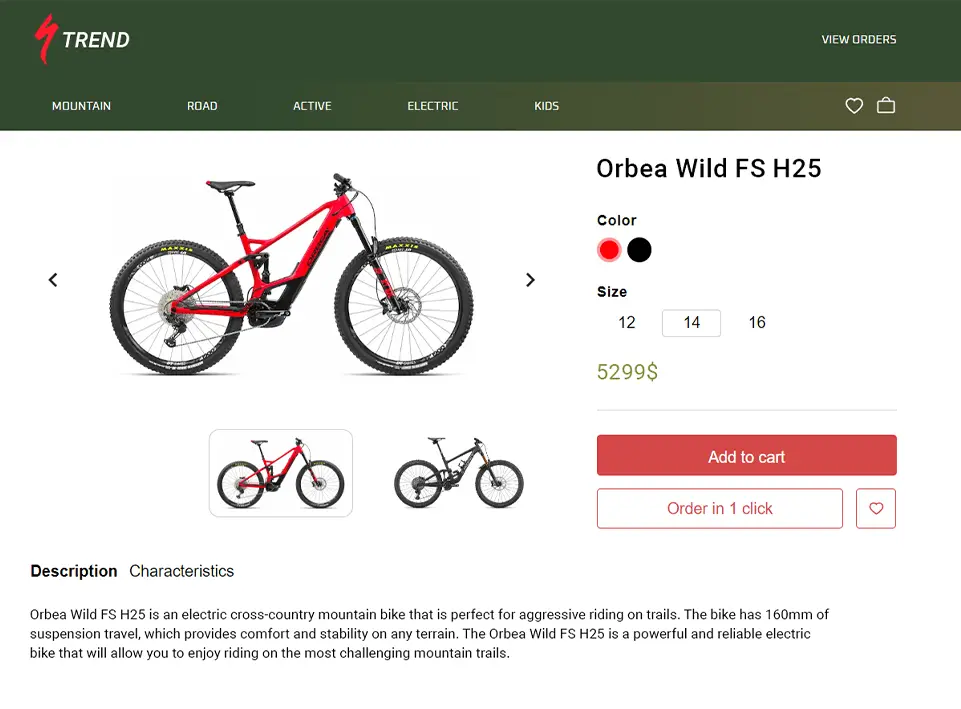 TREND
VIEW ORDERS
MOUNTAIN ROAD ACTIVE ELECTRIC KIDS
Orbea Wild FS H25
Color
Size
12 14 16
5299$
MAXXIS
MAXXIS
Add to cart
Order in 1 click
Description Characteristics
Orbea Wild FS H25 is an electric cross-country mountain bike that is perfect for aggressive riding on trails. The bike has 160mm of
suspension travel, which provides comfort and stability on any terrain. The Orbea Wild FS H25 is a powerful and reliable electric
bike that will allow you to enjoy riding on the most challenging mountain trails.